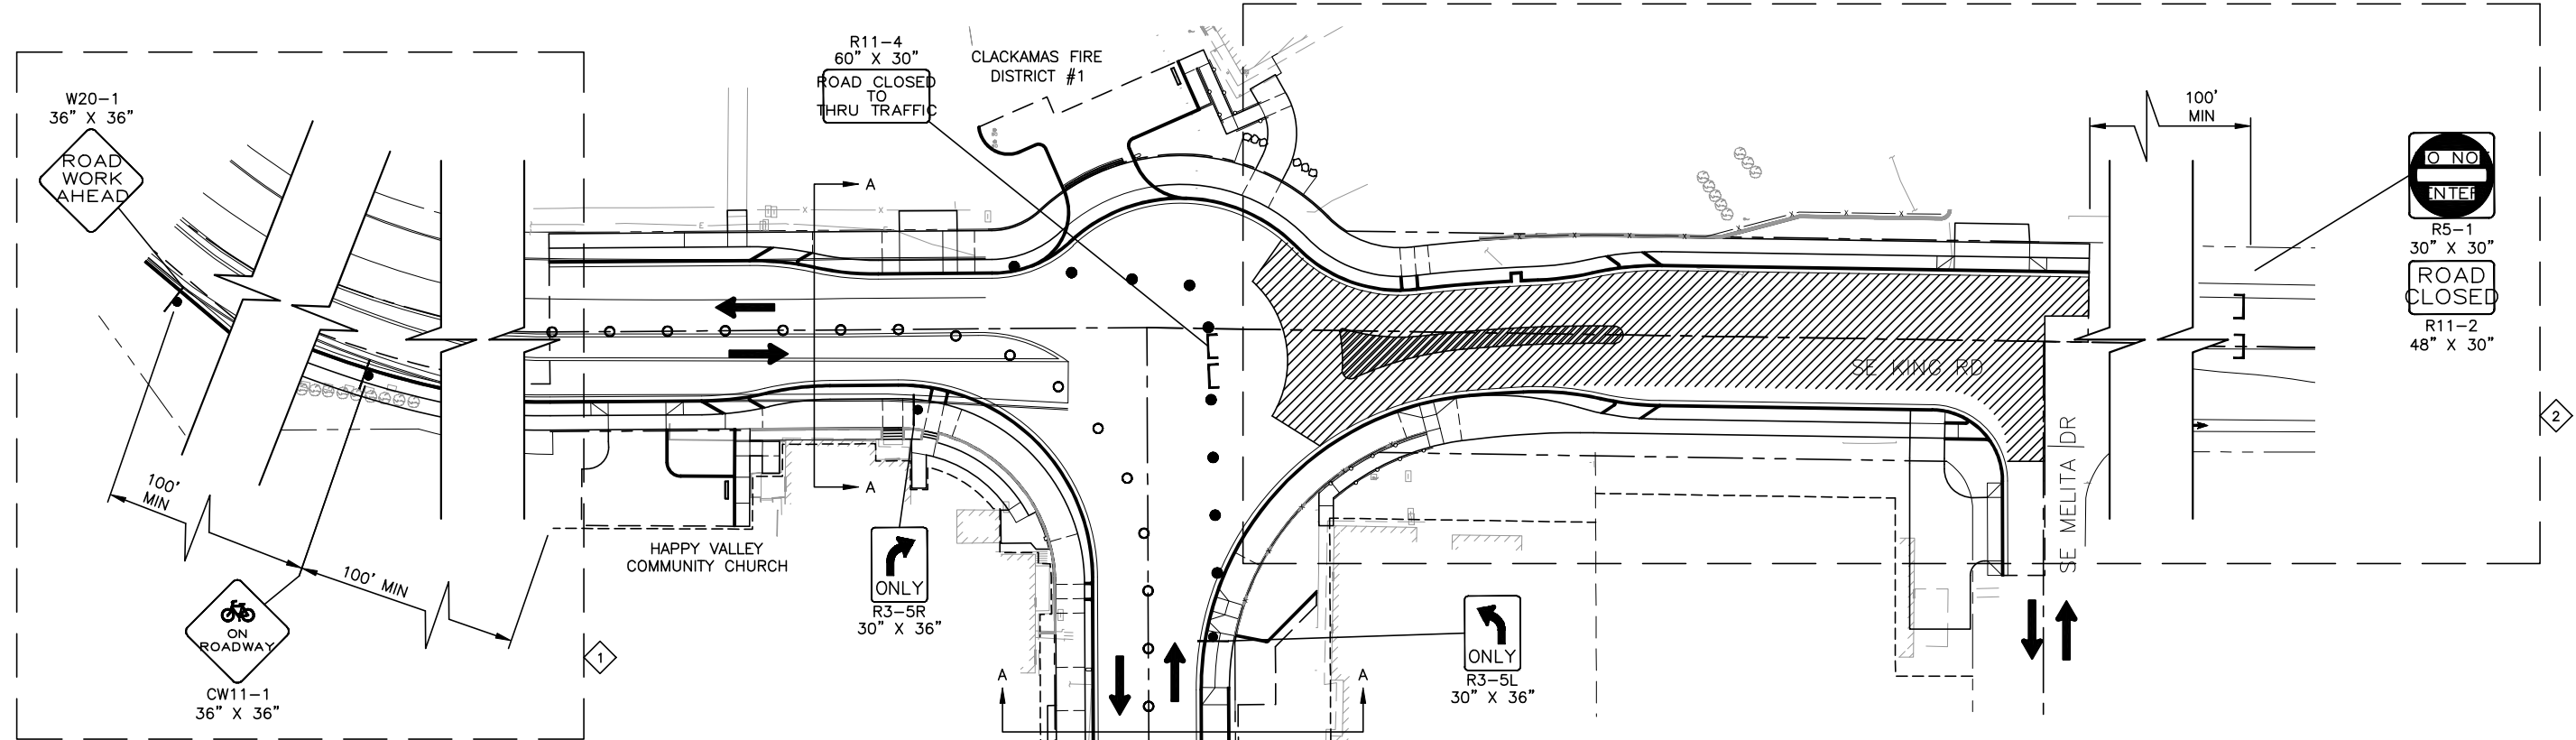 W20-1
36" X 36"
ROAD
WORK
AHEAD
R11-4
60" X 30"
ROAD CLOSED
TO
THRU TRAFFIC
CLACKAMAS FIRE
DISTRICT #1
100'
MIN
O NO
ENTER
R5-1
30" X 30"
ROAD
CLOSED
R11-2
48" X 30"
A
E
SE KING RD
SE MELITA DR
2
A
100'
MIN
100' MIN
HAPPY VALLEY
COMMUNITY CHURCH
ONLY
R3-5R
30" X 36"
ONLY
R3-5L
30" X 36"
ON
ROADWAY
CW11-1
36" X 36"
1
A
A